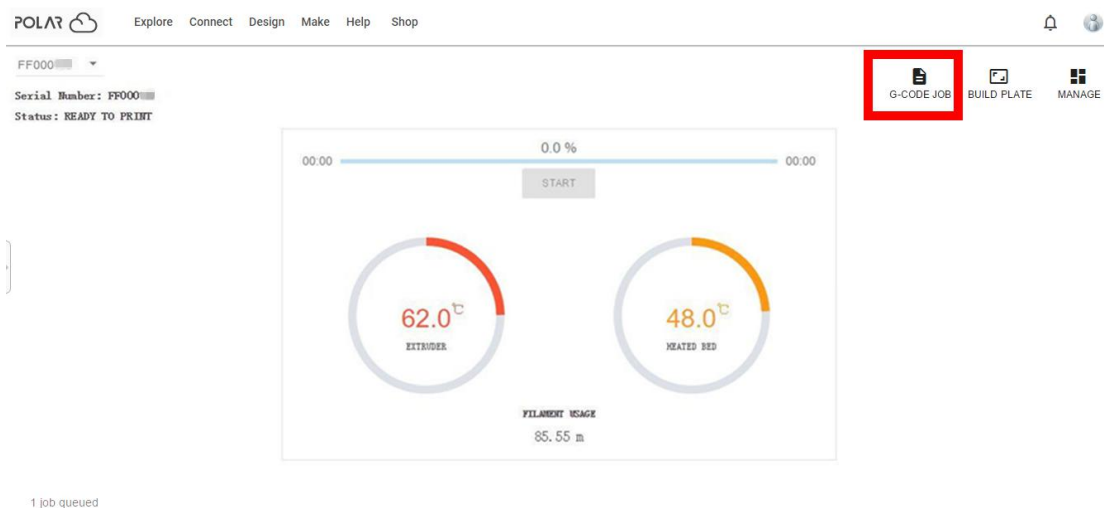 POLAR Explore Connect Design Make Help Shop
FF000
Serial Number: FF000
Status: READY TO PRINT
G-CODE JOB BUILD PLATE MANAGE
0.0 %
00:00 00:00
START
62.0℃ 48.0℃
EXTRUDER HEATED BED
FILAMENT USAGE
85.55 m
1 job queued